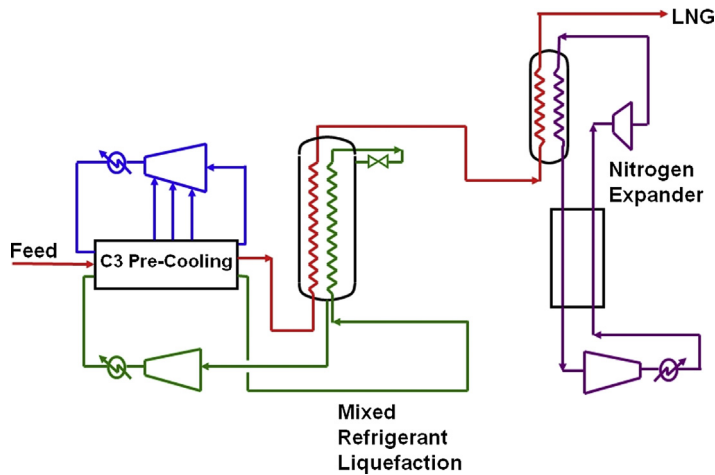 LNG
Nitrogen
Expander
Feed
C3 Pre-Cooling
Mixed
Refrigerant
Liquefaction